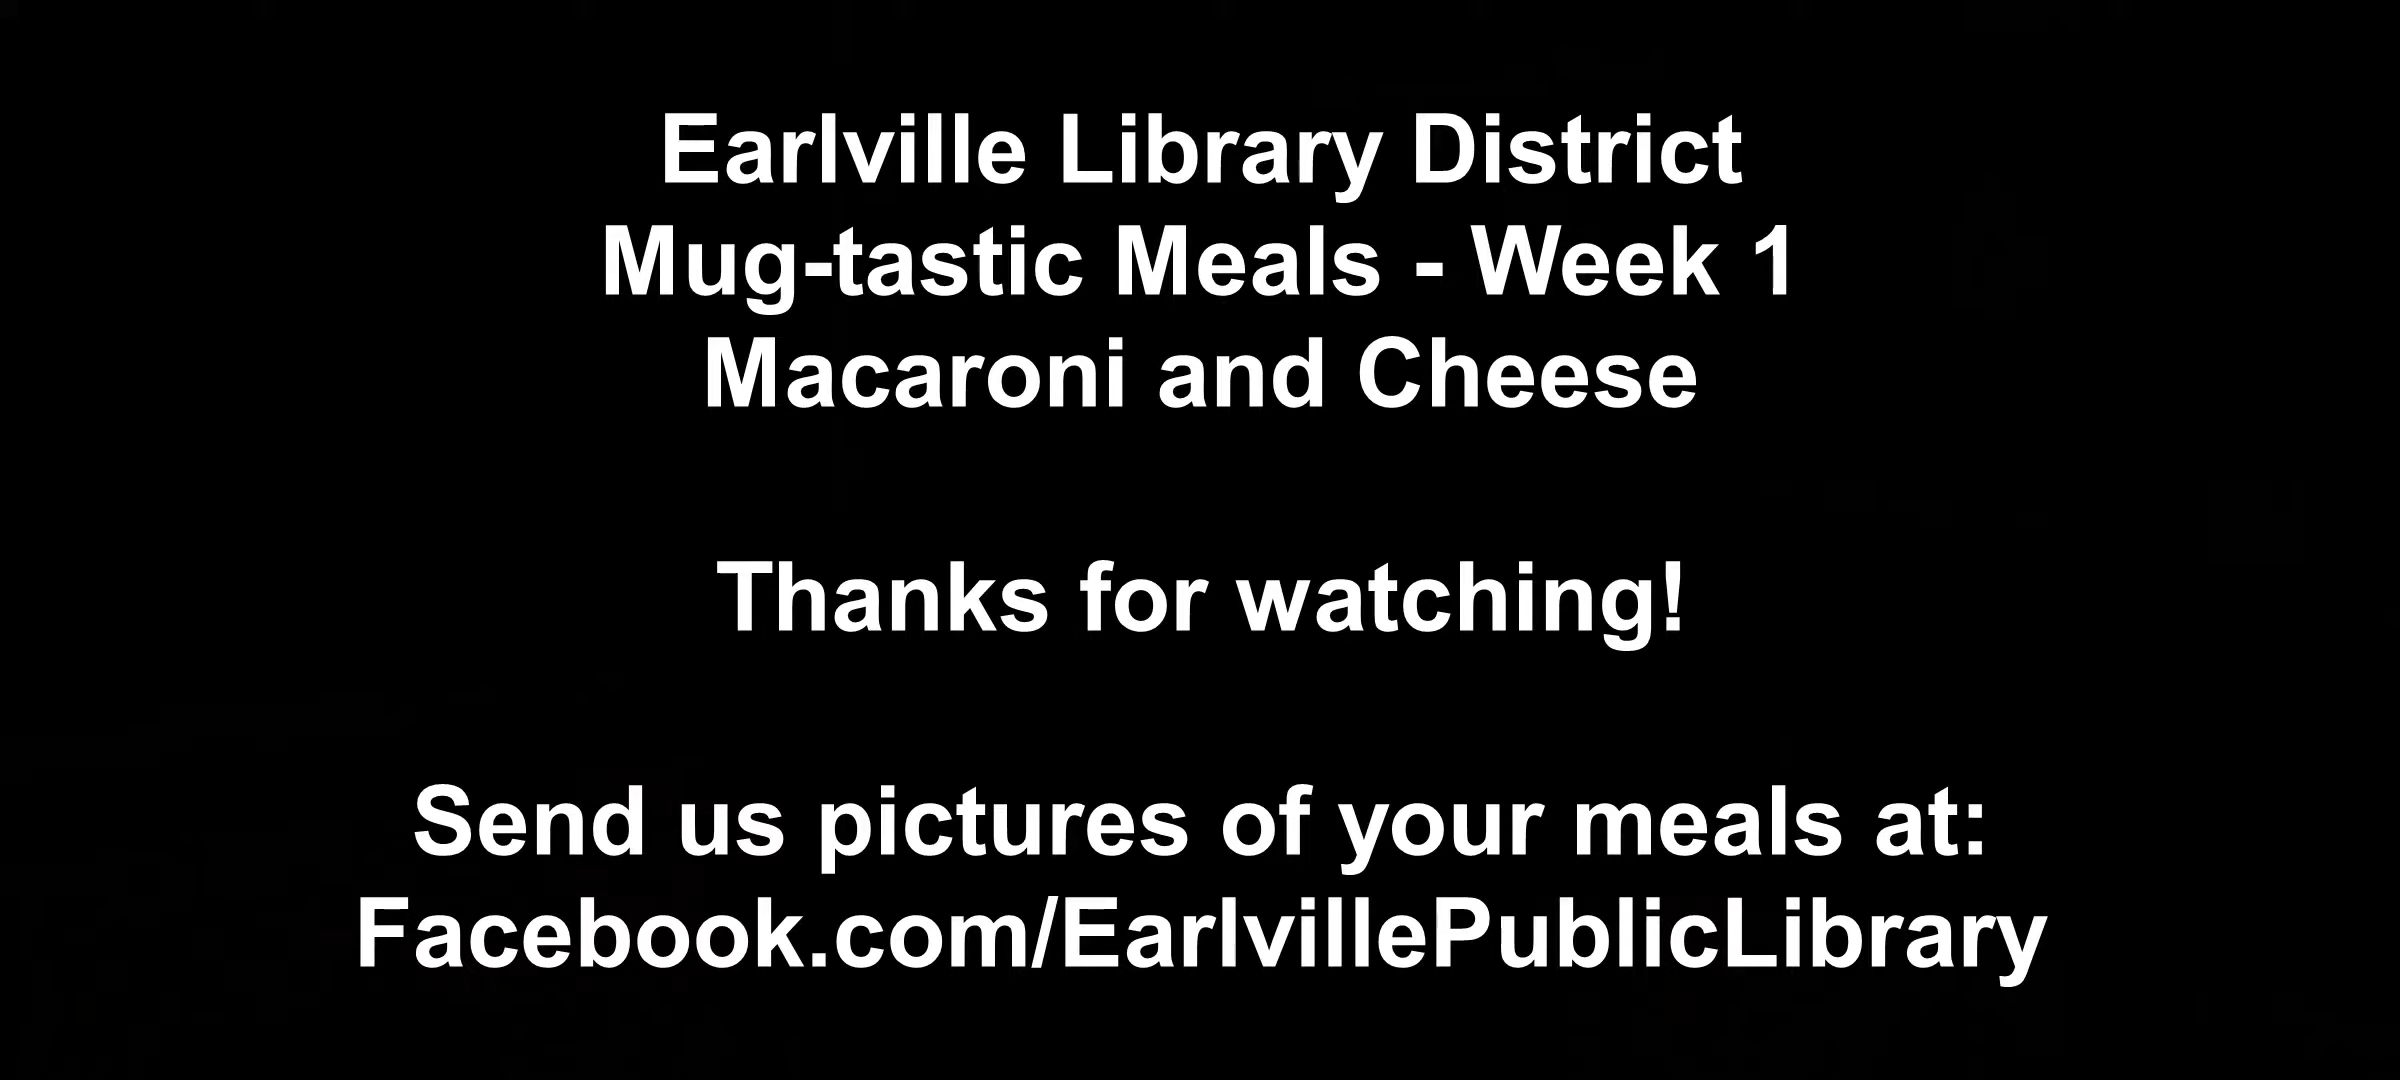 Earlville Library District
Mug-tastic Meals - Week 1
Macaroni and Cheese
Thanks for watching!
Send us pictures of your meals at:
Facebook.com/EarlvillePublicLibrary